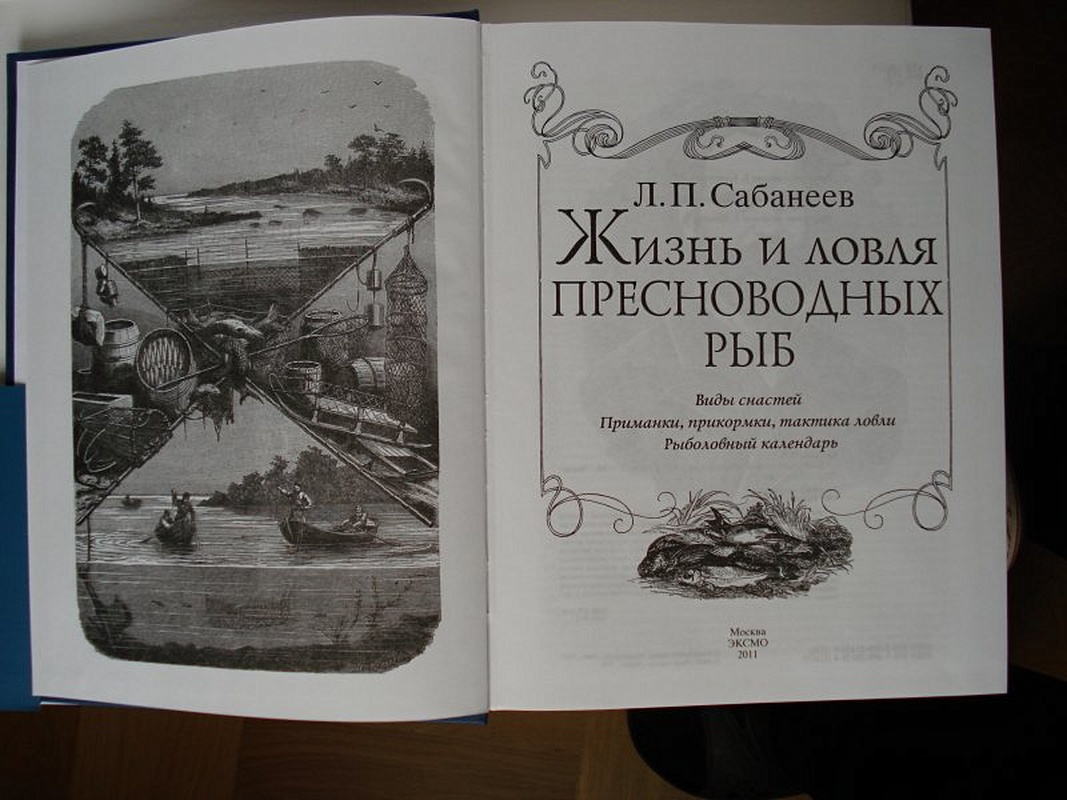 Л. П. Сабанеев
Жизнь и ловля
пресноводных
рыб
Виды снастей
Приманки, прикормки, тактика ловли
Рыболовный календарь
Москва
ЭКСМО
2011